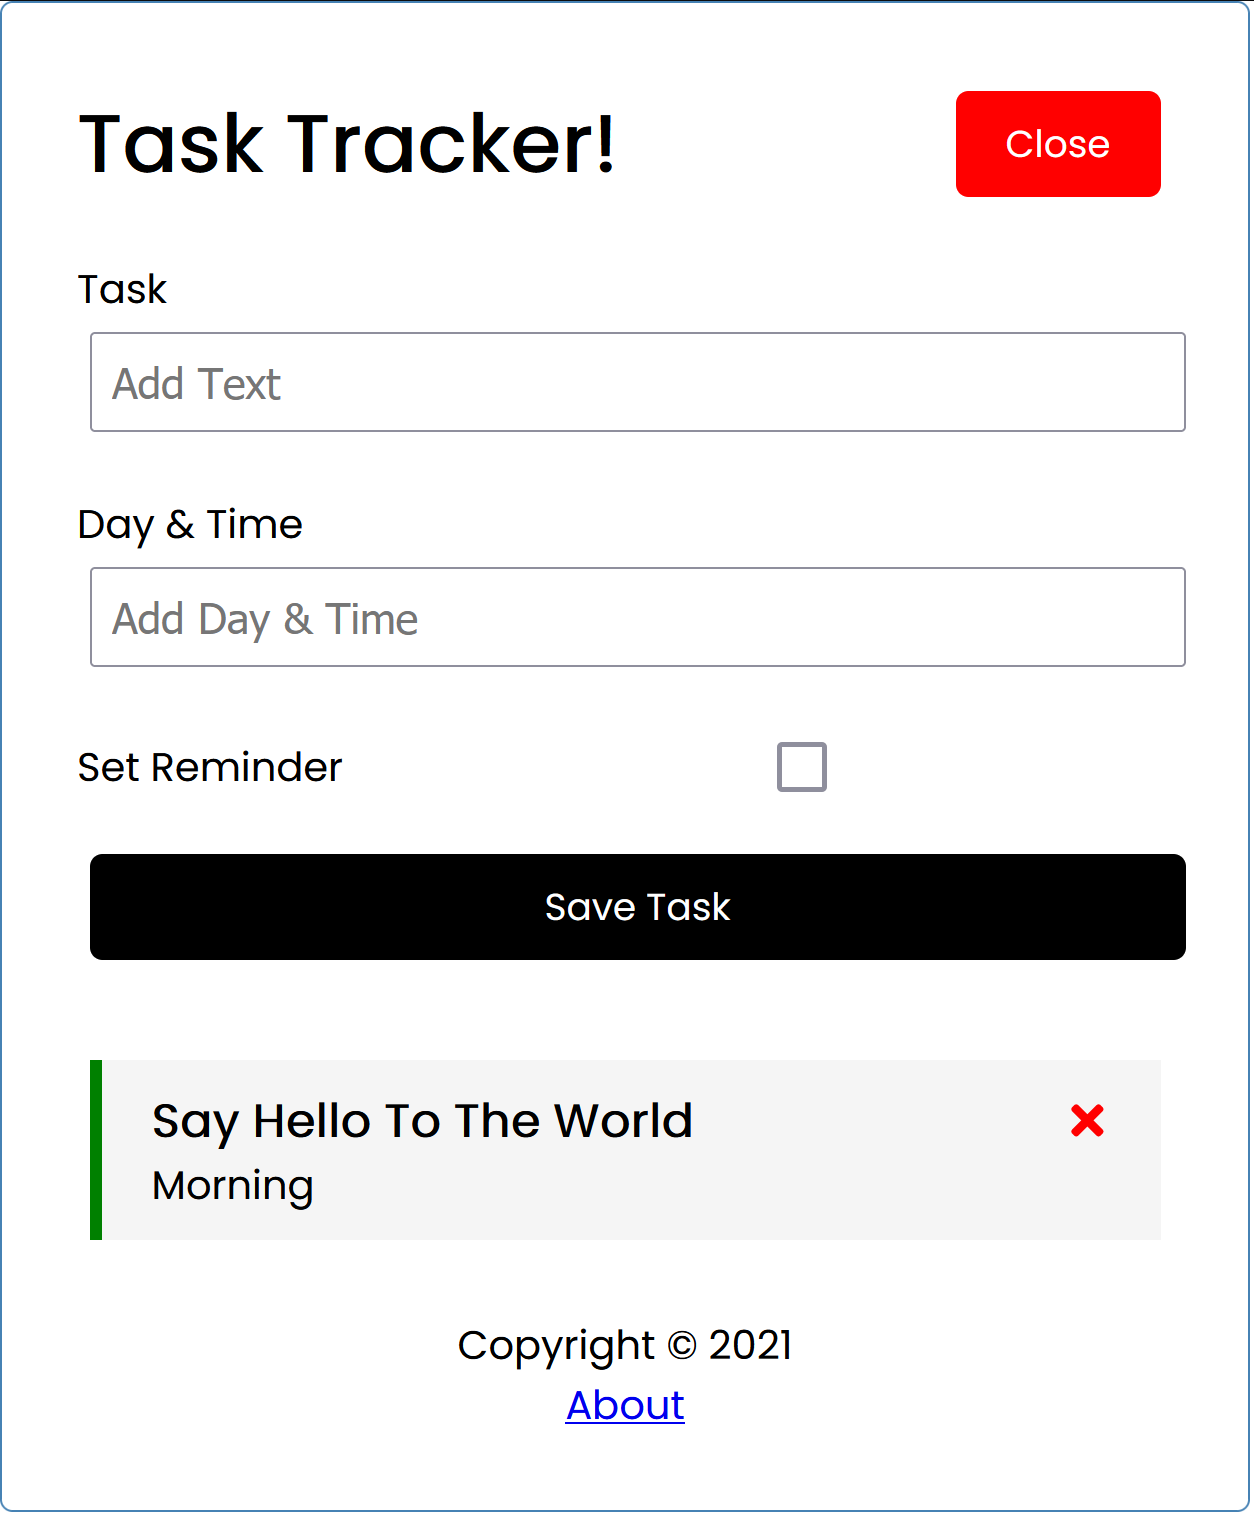 Task Tracker!
Close
Task
Add Text
Day & Time
Add Day & Time
Set Reminder
Save Task
Say Hello To The World
Morning
Copyright © 2021
About